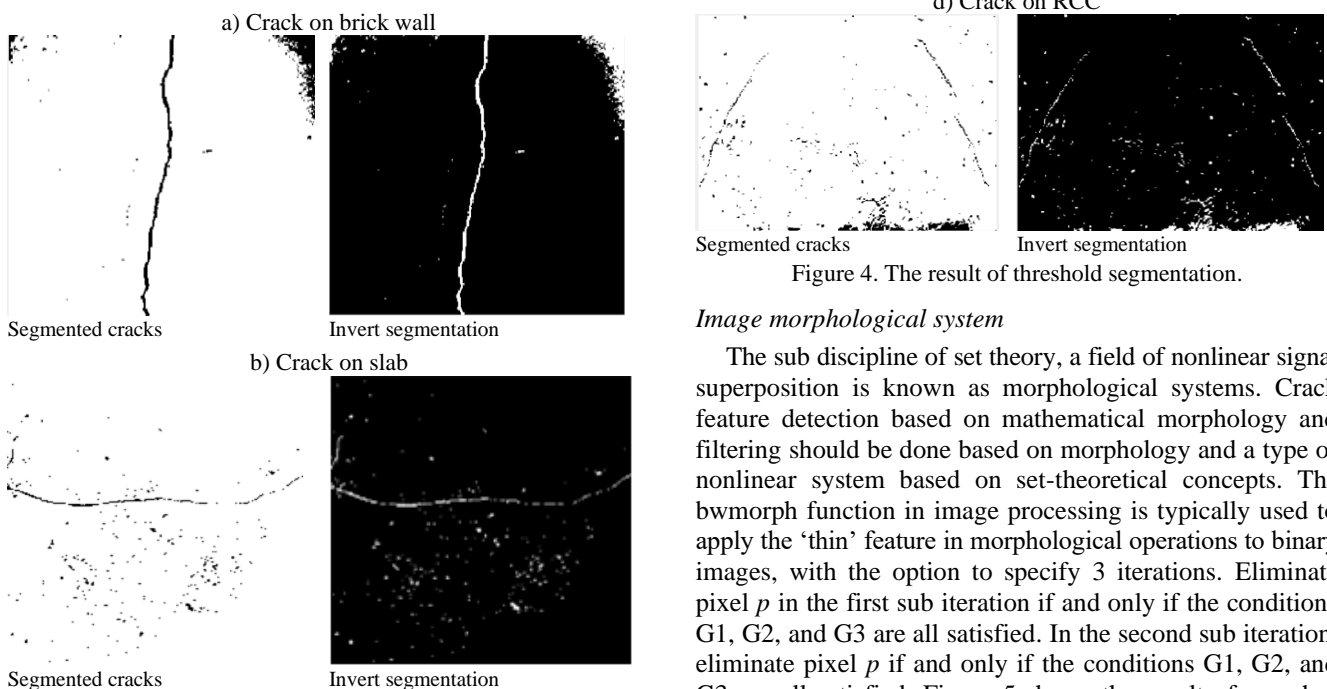 a) Crack on brick wall
Segmented cracks Invert segmentation
b) Crack on slab
Segmented cracks Invert segmentation
d) Crack on RCC
Segmented cracks Invert segmentation
Figure 4. The result of threshold segmentation.
Image morphological system
The sub discipline of set theory, a field of nonlinear signa
superposition is known as morphological systems. Crack
feature detection based on mathematical morphology and
filtering should be done based on morphology and a type o
nonlinear system based on set-theoretical concepts. Th
bwmorph function in image processing is typically used to
apply the ‘thin’ feature in morphological operations to binary
images, with the option to specify 3 iterations. Eliminat
pixel p in the first sub iteration if and only if the condition
G1, G2, and G3 are all satisfied. In the second sub iteration
eliminate pixel p if and only if the conditions G1, G2, and